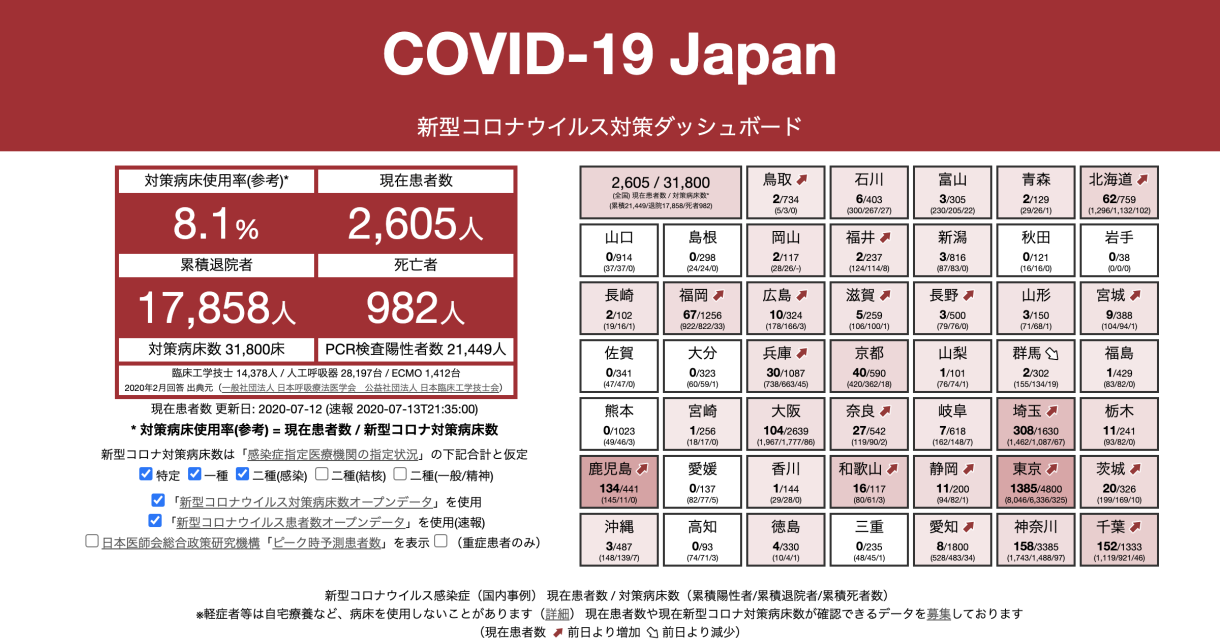 COVID-19 Japan
新型コロナウイルス対策ダッシュボード
対策病床使用率(参考)*
現在患者数
8.1%
2,605人
累積退院者
死亡者
17,858人
982人
対策病床数 31,800床
PCR検査陽性者数 21,449人
臨床工学技士 14,378人 / 人工呼吸器 28,197台 / ECMO 1,412台
2020年2月回答 出典元（一般社団法人 日本呼吸療法医学会　公益社団法人 日本臨床工学技士会）
現在患者数 更新日: 2020-07-12 (速報 2020-07-13T21:35:00)
* 対策病床使用率(参考) = 現在患者数 / 新型コロナ対策病床数
新型コロナ対策病床数は「感染症指定医療機関の指定状況」の下記合計と仮定
特定 一種 二種(感染) 二種(結核) 二種(一般/精神)
「新型コロナウイルス対策病床数オープンデータ」を使用
「新型コロナウイルス患者数オープンデータ」を使用(速報)
日本医師会総合政策研究機構「ピーク時予測患者数」を表示 （重症患者のみ）
2,605 / 31,800
(全国) 現在患者数 / 対策病床数*
(累積21,449/退院17,858/死者982)
鳥取
2/734
(5/3/0)
石川
6/403
(300/267/27)
富山
3/305
(230/205/22)
青森
2/129
(29/26/1)
北海道
62/759
(1,296/1,132/102)
山口
0/914
(37/37/0)
島根
0/298
(24/24/0)
岡山
2/117
(28/26/-)
福井
2/237
(124/114/8)
新潟
3/816
(87/83/0)
秋田
0/121
(16/16/0)
岩手
0/38
(0/0/0)
長崎
2/102
(19/16/1)
福岡
67/1256
(922/822/33)
広島
10/324
(178/166/3)
滋賀
5/259
(106/100/1)
長野
3/500
(79/76/0)
山形
3/150
(71/68/1)
宮城
9/388
(104/94/1)
佐賀
0/341
(47/47/0)
大分
0/323
(60/59/1)
兵庫
30/1087
(738/663/45)
京都
40/590
(420/362/18)
山梨
1/101
(76/74/1)
群馬
2/302
(155/134/19)
福島
1/429
(83/82/0)
熊本
0/1023
(49/46/3)
宮崎
1/256
(18/17/0)
大阪
104/2639
(1,967/1,777/86)
奈良
27/542
(119/90/2)
岐阜
7/618
(162/148/7)
埼玉
308/1630
(1,462/1,087/67)
栃木
11/241
(93/82/0)
鹿児島
134/441
(145/11/0)
愛媛
0/137
(82/77/5)
香川
1/144
(29/28/0)
和歌山
16/117
(80/61/3)
静岡
11/200
(94/82/1)
東京
1385/4800
(8,046/6,336/325)
茨城
20/326
(199/169/10)
沖縄
3/487
(148/139/7)
高知
0/93
(74/71/3)
徳島
4/330
(10/4/1)
三重
0/235
(48/45/1)
愛知
8/1800
(528/483/34)
神奈川
158/3385
(1,743/1,488/97)
千葉
152/1333
(1,119/921/46)
新型コロナウイルス感染症（国内事例） 現在患者数 / 対策病床数（累積陽性者/累積退院者/累積死者数）
※軽症者等は自宅療養など、病床を使用しないことがあります（詳細） 現在患者数や現在新型コロナ対策病床数が確認できるデータを募集しております
（現在患者数 前日より増加 前日より減少）